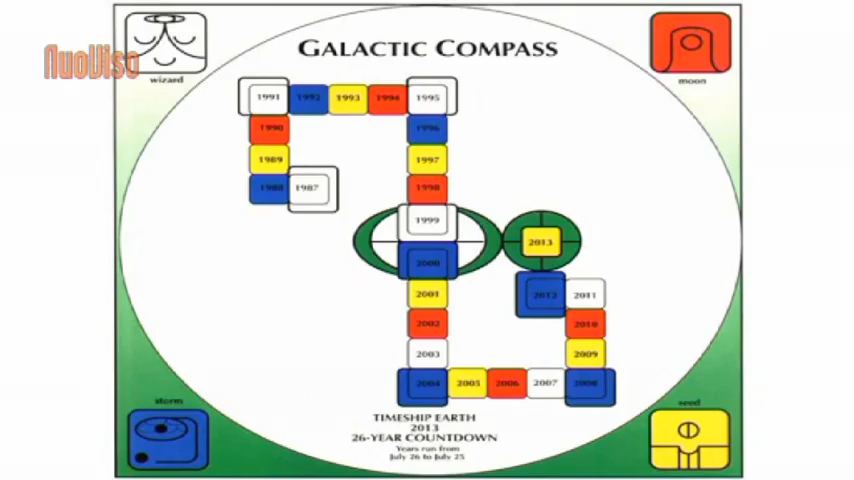 NuoViso
GALACTIC COMPASS
wizard
moon
1991 1992 1993 1994 1995
1990 1996
1989 1997
1988 1987 1998
1999
2013
2000
2001 2012 2011
2002 2010
2003 2009
2004 2005 2006 2007 2008
storm
seed
TIMESHIP EARTH
2013
26-YEAR COUNTDOWN
Years run from
July 26 to July 25